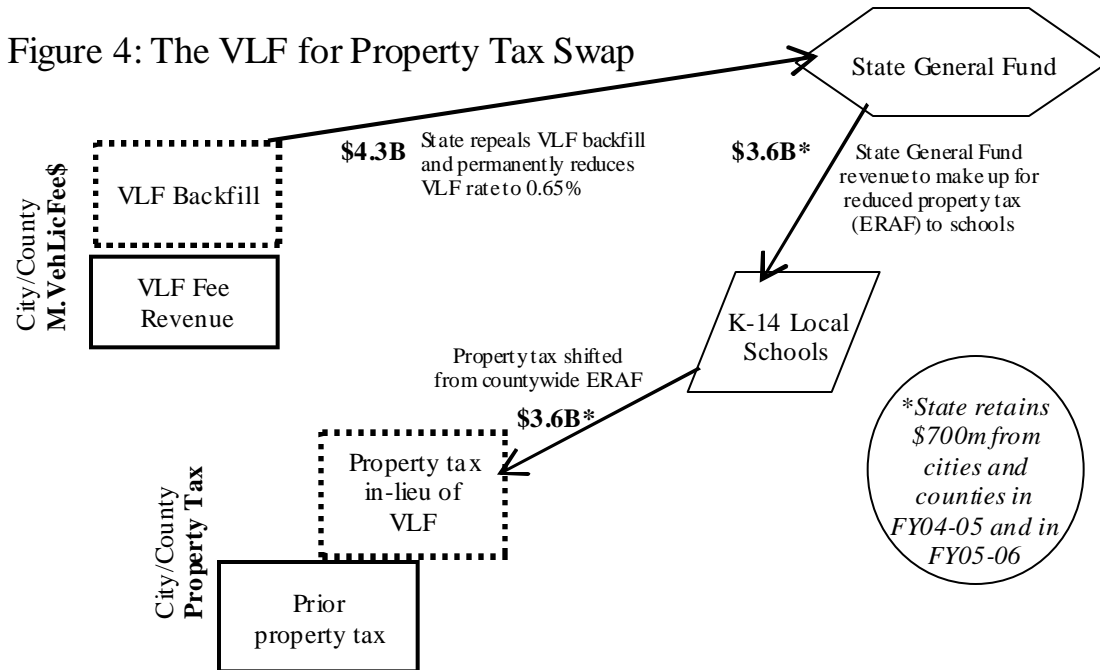 Figure 4: The VLF for Property Tax Swap
State General Fund
$4.3B
State repeals VLF backfill
and permanently reduces
VLF rate to 0.65%
$3.6B*
State General Fund
revenue to make up for
reduced property tax
(ERAF) to schools
City/County
M.VehLicFee$
VLF Backfill
VLF Fee
Revenue
K-14 Local
Schools
Property tax shifted
from countywide ERAF
$3.6B*
City/County
Property Tax
Property tax
in-lieu of
VLF
Prior
property tax
*State retains
$700m from
cities and
counties in
FY04-05 and in
FY05-06